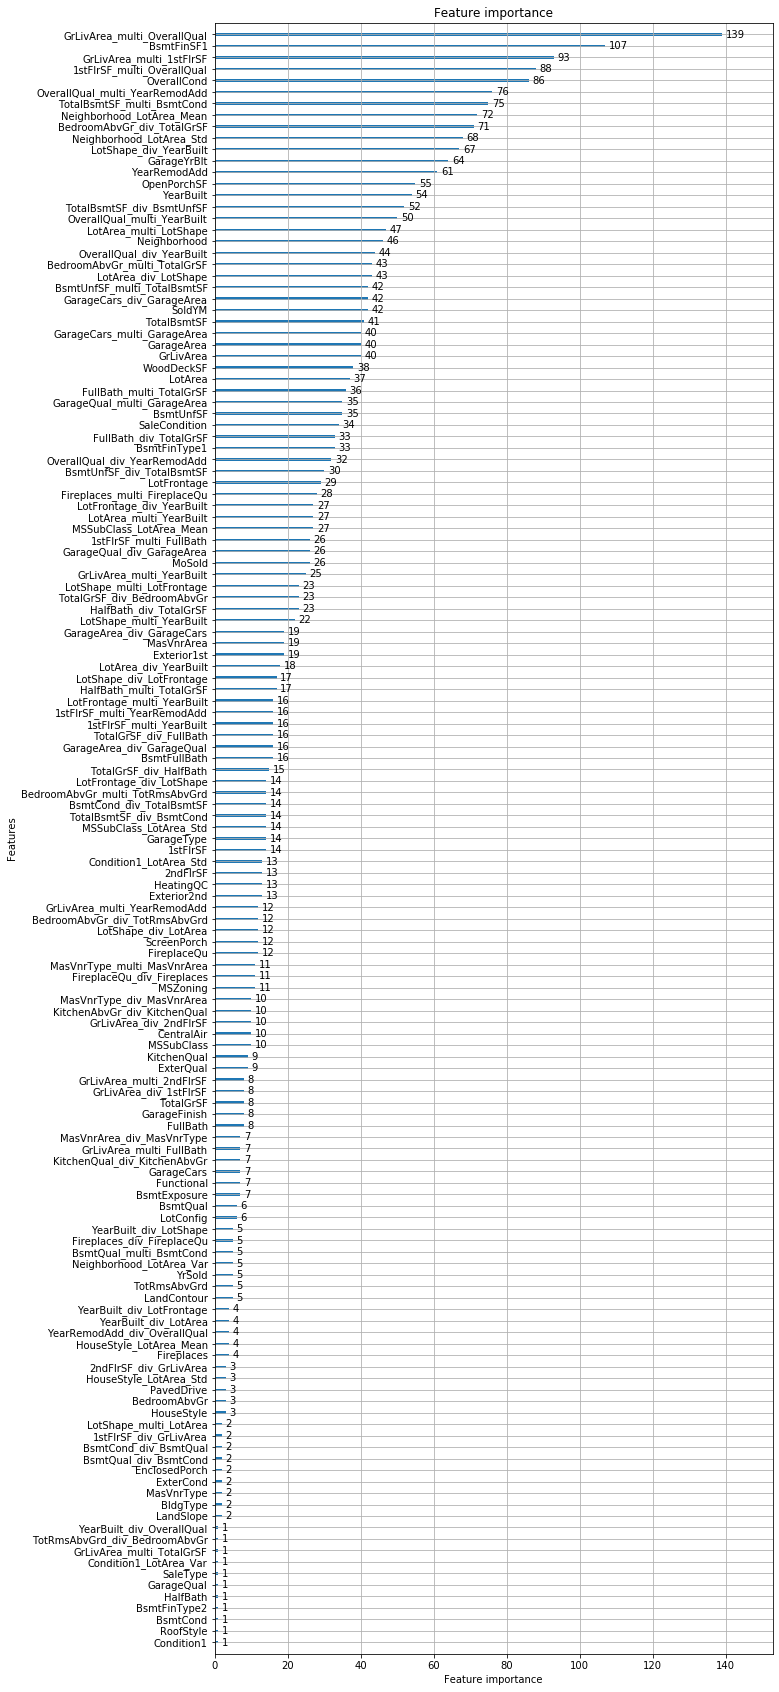 Feature importance
GrLivArea_multi_OverallQual 139
BsmtFinSF1 107
GrLivArea_multi_1stFlrSF 93
1stFlrSF_multi_OverallQual 88
OverallCond 86
OverallQual_multi_YearRemodAdd 76
TotalBsmtSF_multi_BsmtCond 75
Neighborhood_LotArea_Mean 72
BedroomAbvGr_div_TotalGrSF 71
Neighborhood_LotArea_Std 68
LotShape_div_YearBuilt 67
GarageYrBlt 64
YearRemodAdd 61
OpenPorchSF 55
YearBuilt 54
TotalBsmtSF_div_BsmtUnfSF 52
OverallQual_multi_YearBuilt 50
LotArea_multi_LotShape 47
Neighborhood 46
OverallQual_div_YearBuilt 44
BedroomAbvGr_multi_TotalGrSF 43
LotArea_div_LotShape 43
BsmtUnfSF_multi_TotalBsmtSF 42
GarageCars_div_GarageArea 42
SoldYM 42
TotalBsmtSF 41
GarageCars_multi_GarageArea 40
GarageArea 40
GrLivArea 40
WoodDeckSF 38
LotArea 37
FullBath_multi_TotalGrSF 36
GarageQual_multi_GarageArea 35
BsmtUnfSF 35
SaleCondition 34
FullBath_div_TotalGrSF 33
BsmtFinType1 33
OverallQual_div_YearRemodAdd 32
BsmtUnfSF_div_TotalBsmtSF 30
LotFrontage 29
Fireplaces_multi_FireplaceQu 28
LotFrontage_div_YearBuilt 27
LotArea_multi_YearBuilt 27
MSSubClass_LotArea_Mean 27
1stFlrSF_multi_FullBath 26
GarageQual_div_GarageArea 26
MoSold 26
GrLivArea_multi_YearBuilt 25
LotShape_multi_LotFrontage 23
TotalGrSF_div_BedroomAbvGr 23
HalfBath_div_TotalGrSF 23
LotShape_multi_YearBuilt 22
GarageArea_div_GarageCars 19
MasVnrArea 19
Exterior1st 19
LotArea_div_YearBuilt 18
LotShape_div_LotFrontage 17
HalfBath_multi_TotalGrSF 17
LotFrontage_multi_YearBuilt 16
1stFlrSF_multi_YearRemodAdd 16
1stFlrSF_multi_YearBuilt 16
TotalGrSF_div_FullBath 16
GarageArea_div_GarageQual 16
BsmtFullBath 16
TotalGrSF_div_HalfBath 15
LotFrontage_div_LotShape 14
BedroomAbvGr_multi_TotRmsAbvGrd 14
BsmtCond_div_TotalBsmtSF 14
TotalBsmtSF_div_BsmtCond 14
MSSubClass_LotArea_Std 14
GarageType 14
1stFlrSF 14
Condition1_LotArea_Std 13
2ndFlrSF 13
HeatingQC 13
Exterior2nd 13
GrLivArea_multi_YearRemodAdd 12
BedroomAbvGr_div_TotRmsAbvGrd 12
LotShape_div_LotArea 12
ScreenPorch 12
FireplaceQu 12
MasVnrType_multi_MasVnrArea 11
FireplaceQu_div_Fireplaces 11
MSZoning 11
MasVnrType_div_MasVnrArea 10
KitchenAbvGr_div_KitchenQual 10
GrLivArea_div_2ndFlrSF 10
CentralAir 10
MSSubClass 10
KitchenQual 9
ExterQual 9
GrLivArea_multi_2ndFlrSF 8
GrLivArea_div_1stFlrSF 8
TotalGrSF 8
GarageFinish 8
FullBath 8
MasVnrArea_div_MasVnrType 7
GrLivArea_multi_FullBath 7
KitchenQual_div_KitchenAbvGr 7
GarageCars 7
Functional 7
BsmtExposure 7
BsmtQual 6
LotConfig 6
YearBuilt_div_LotShape 5
Fireplaces_div_FireplaceQu 5
BsmtQual_multi_BsmtCond 5
Neighborhood_LotArea_Var 5
YrSold 5
TotRmsAbvGrd 5
LandContour 5
YearBuilt_div_LotFrontage 4
YearBuilt_div_LotArea 4
YearRemodAdd_div_OverallQual 4
HouseStyle_LotArea_Mean 4
Fireplaces 4
2ndFlrSF_div_GrLivArea 3
HouseStyle_LotArea_Std 3
PavedDrive 3
BedroomAbvGr 3
HouseStyle 3
LotShape_multi_LotArea 2
1stFlrSF_div_GrLivArea 2
BsmtCond_div_BsmtQual 2
BsmtQual_div_BsmtCond 2
EnclosedPorch 2
ExterCond 2
MasVnrType 2
BldgType 2
LandSlope 2
YearBuilt_div_OverallQual 1
TotRmsAbvGrd_div_BedroomAbvGr 1
GrLivArea_multi_TotalGrSF 1
Condition1_LotArea_Var 1
SaleType 1
GarageQual 1
HalfBath 1
BsmtFinType2 1
BsmtCond 1
RoofStyle 1
Condition1 1
Features
0 20 40 60 80 100 120 140
Feature importance